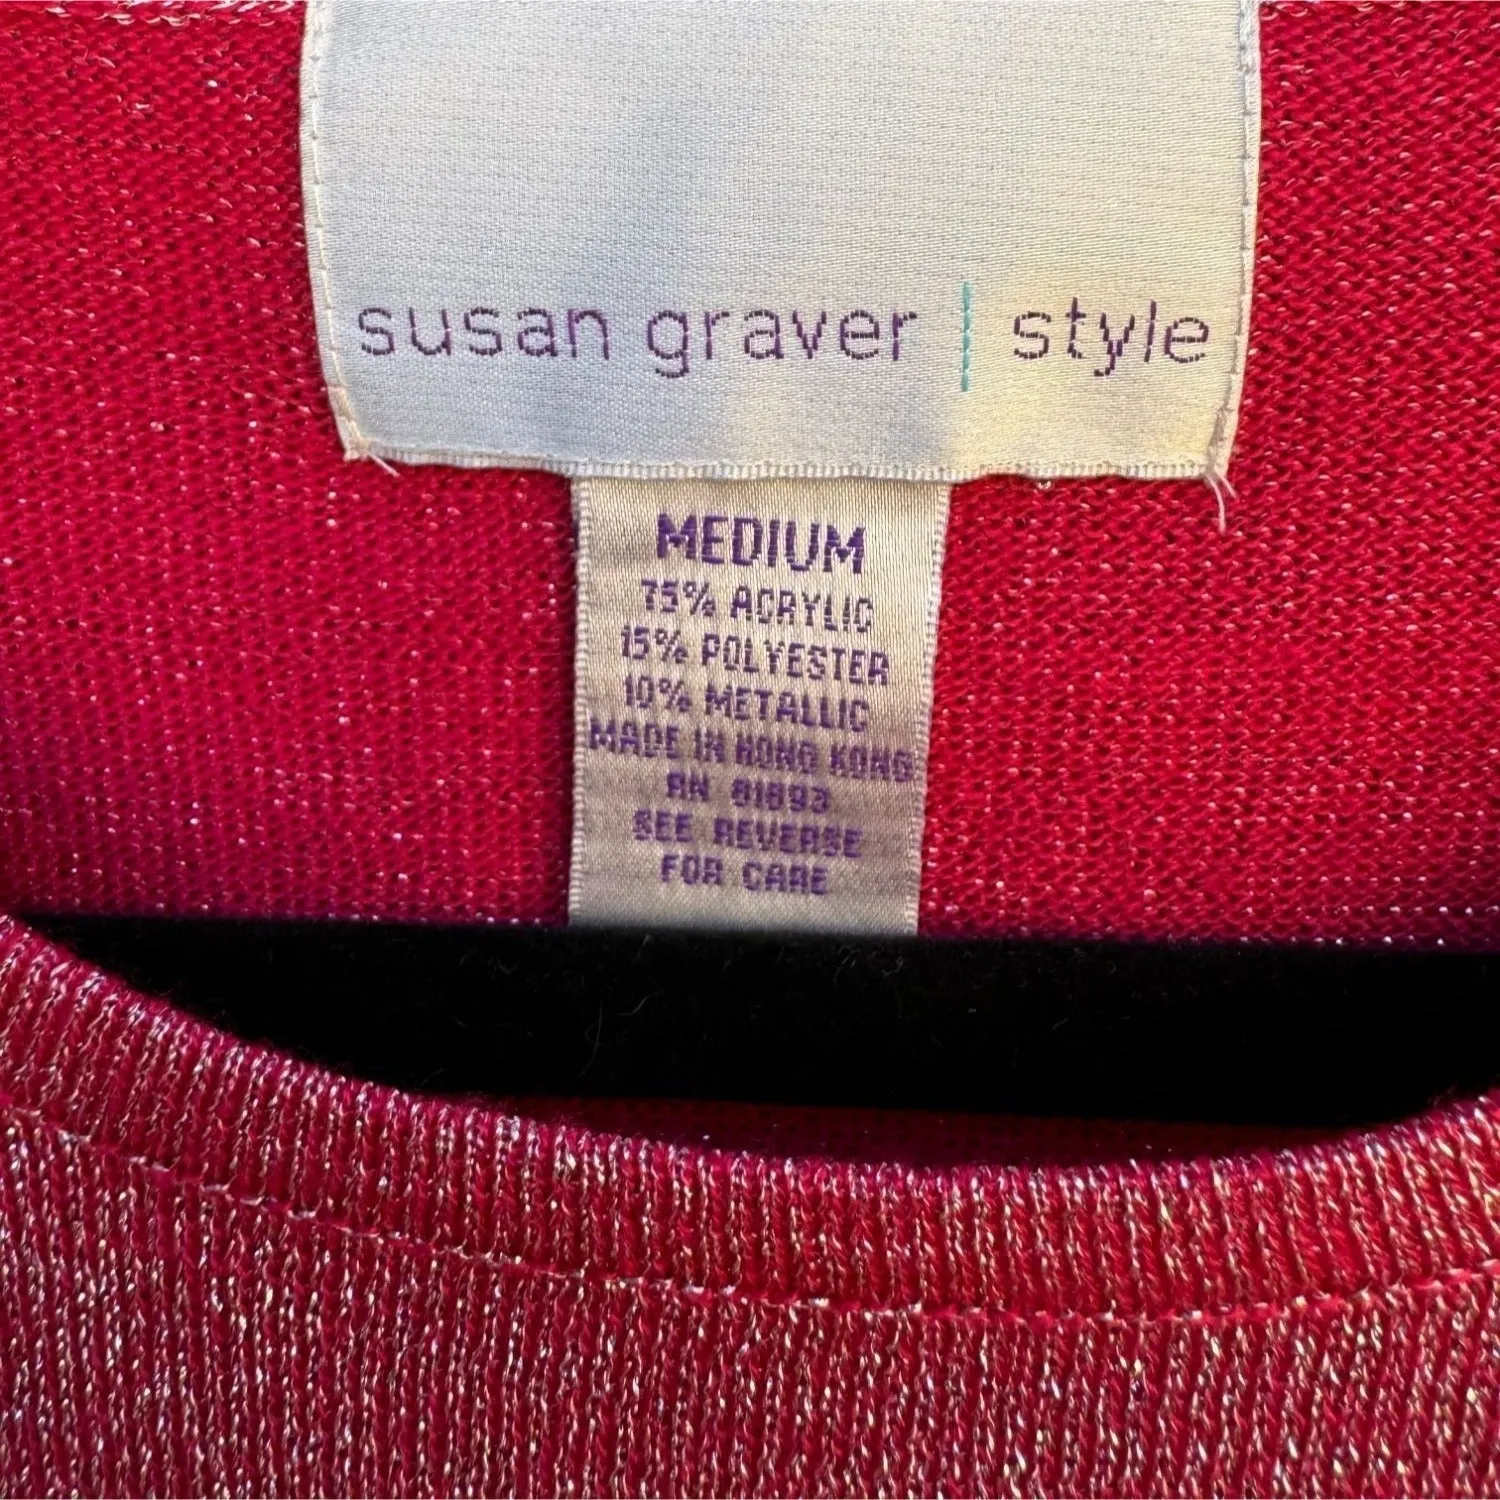 susan graver | style
MEDIUM
75% ACRYLIC
15% POLYESTER
10% METALLIC
MADE IN HONG KONG
RN 81893
SEE REVERSE
FOR CARE